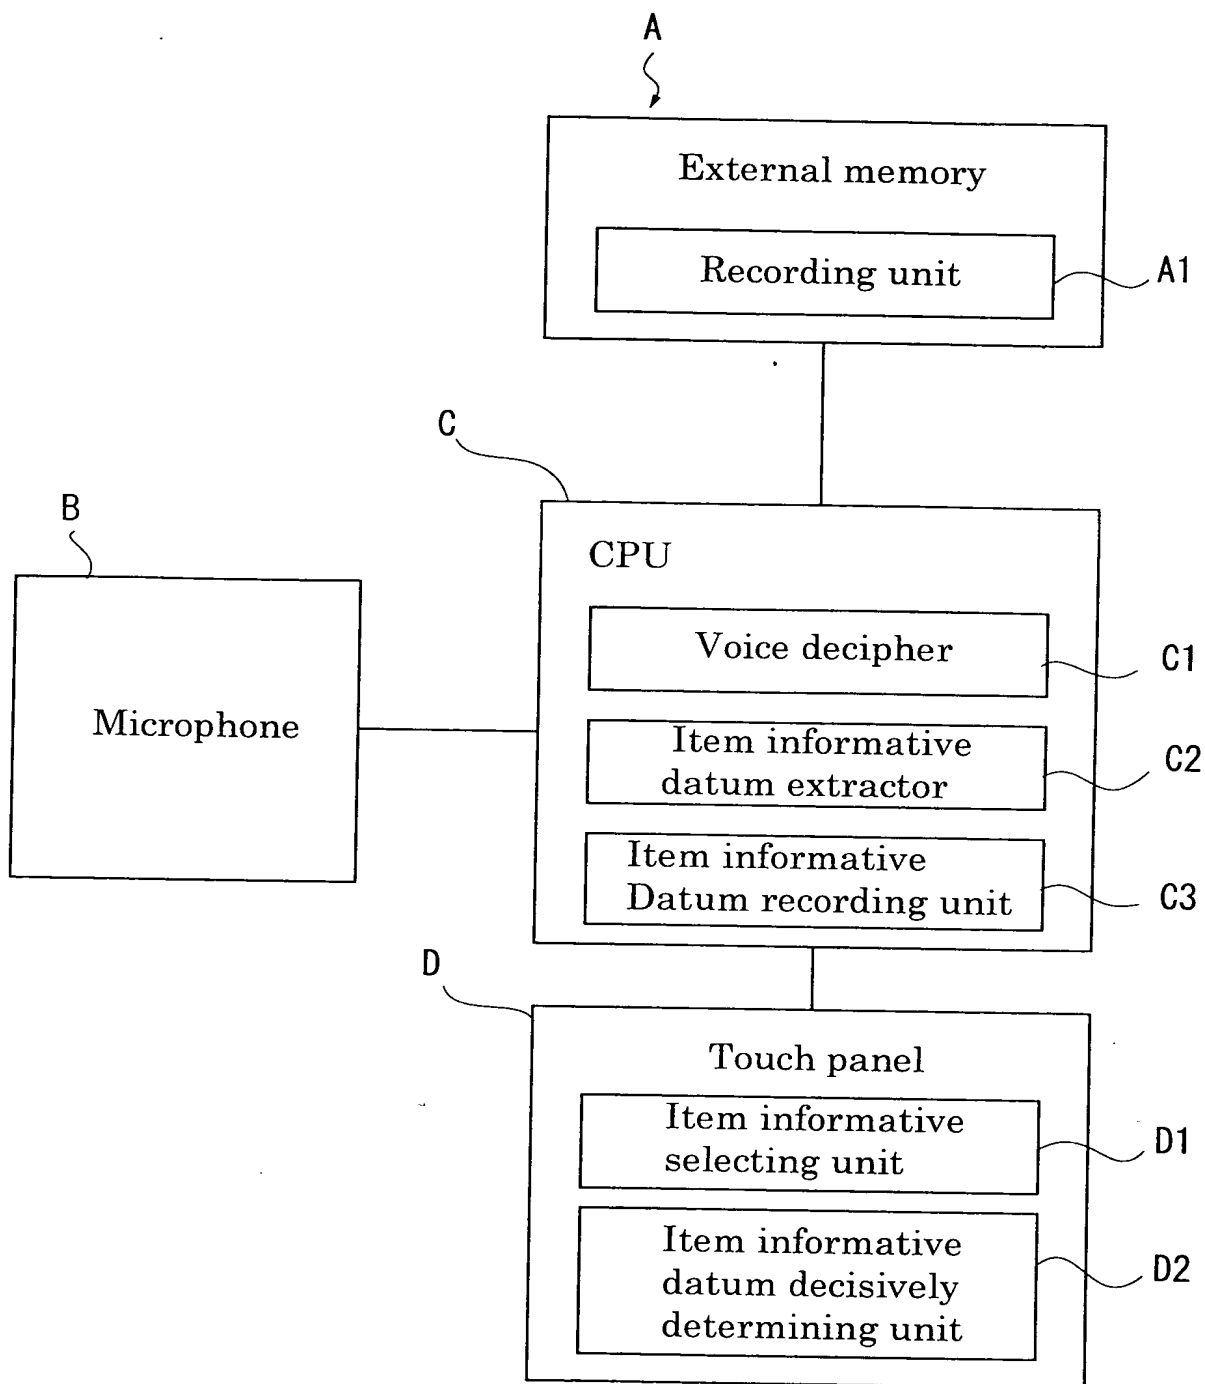 A
External memory
Recording unit
A1
C
B
CPU
Voice decipher
C1
Microphone
Item informative
datum extractor
C2
Item informative
Datum recording unit
C3
D
Touch panel
Item informative
selecting unit
D1
Item informative
datum decisively
determining unit
D2